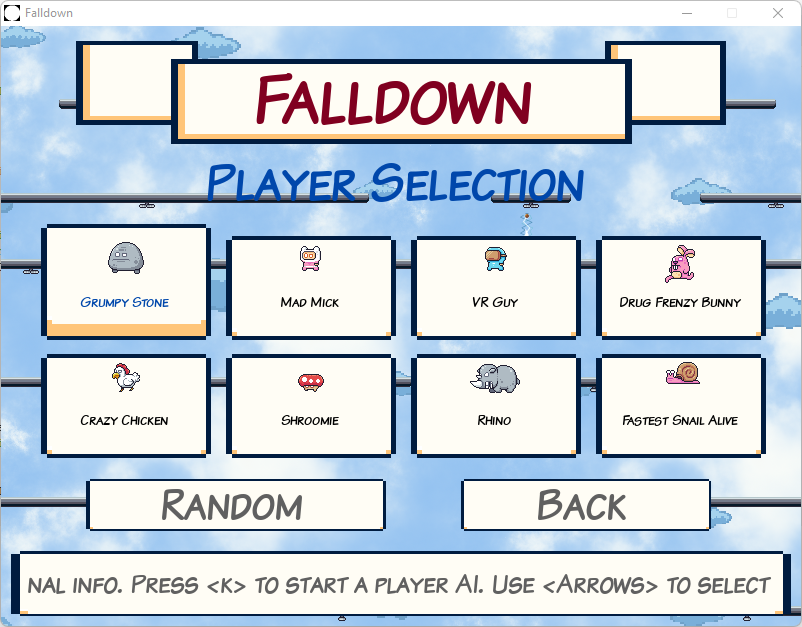 Falldown
Falldown
Player Selection
Grumpy Stone
Mad Mick
VR Guy
Drug Frenzy Bunny
Crazy Chicken
Shroomie
Rhino
Fastest Snail Alive
Random
Back
nal info. Press <k> to start a player AI. Use <Arrows> to select